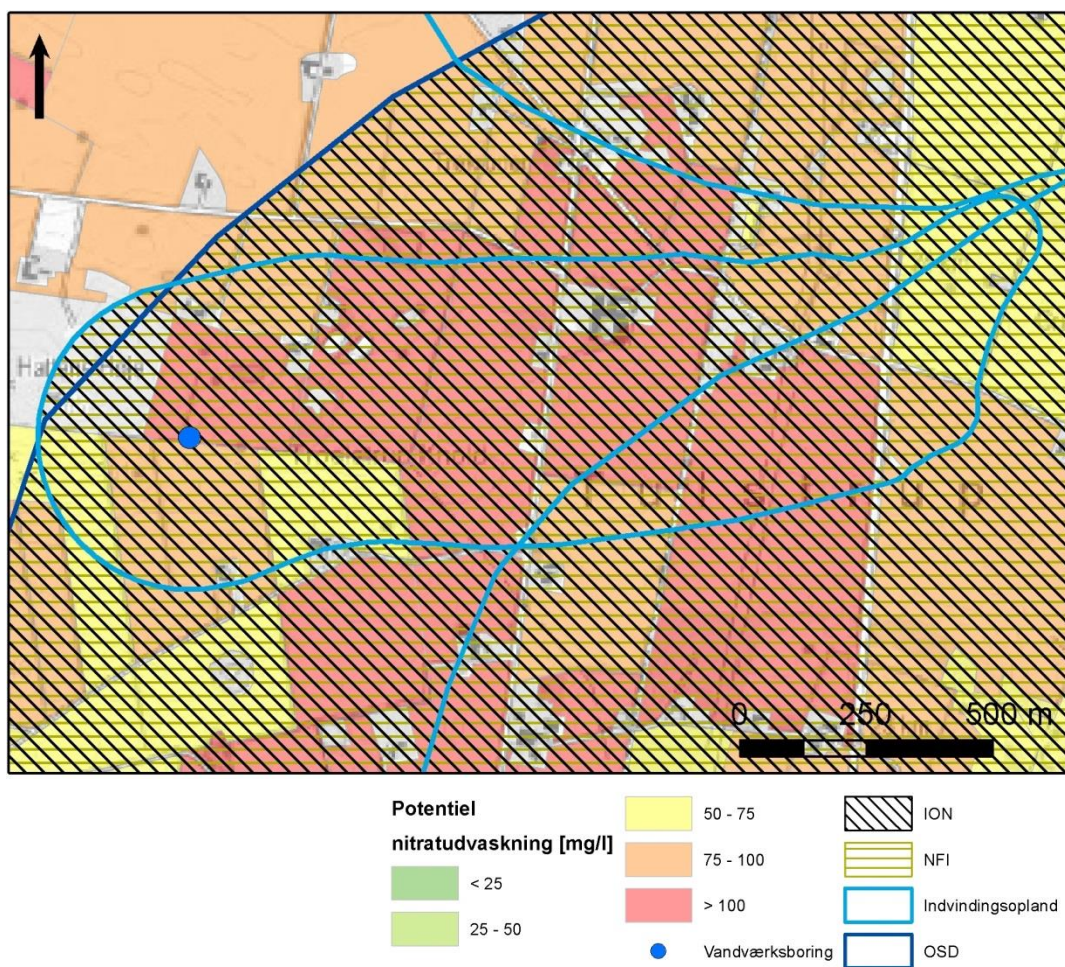 0 250 500 m
Potentiel
nitratudvaskning [mg/l]
< 25
25 - 50
50 - 75
75 - 100
> 100
Vandværksboring
ION
NFI
Indvindingsopland
OSD